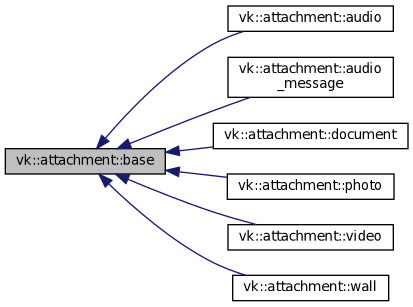 vk::attachment::audio
vk::attachment::audio
_message
vk::attachment::document
vk::attachment::base
vk::attachment::photo
vk::attachment::video
vk::attachment::wall